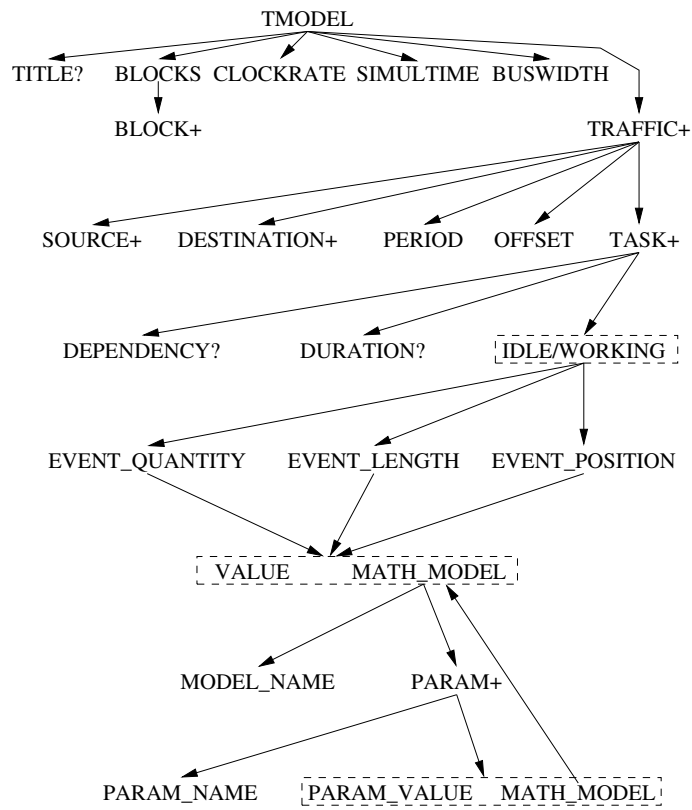 TMODEL
TITLE? BLOCKS CLOCKRATE SIMULTIME BUSWIDTH
BLOCK+ TRAFFIC+
SOURCE+ DESTINATION+ PERIOD OFFSET TASK+
DEPENDENCY? DURATION? IDLE/WORKING
EVENT_QUANTITY EVENT_LENGTH EVENT_POSITION
VALUE MATH_MODEL
MODEL_NAME PARAM+
PARAM_NAME PARAM_VALUE MATH_MODEL